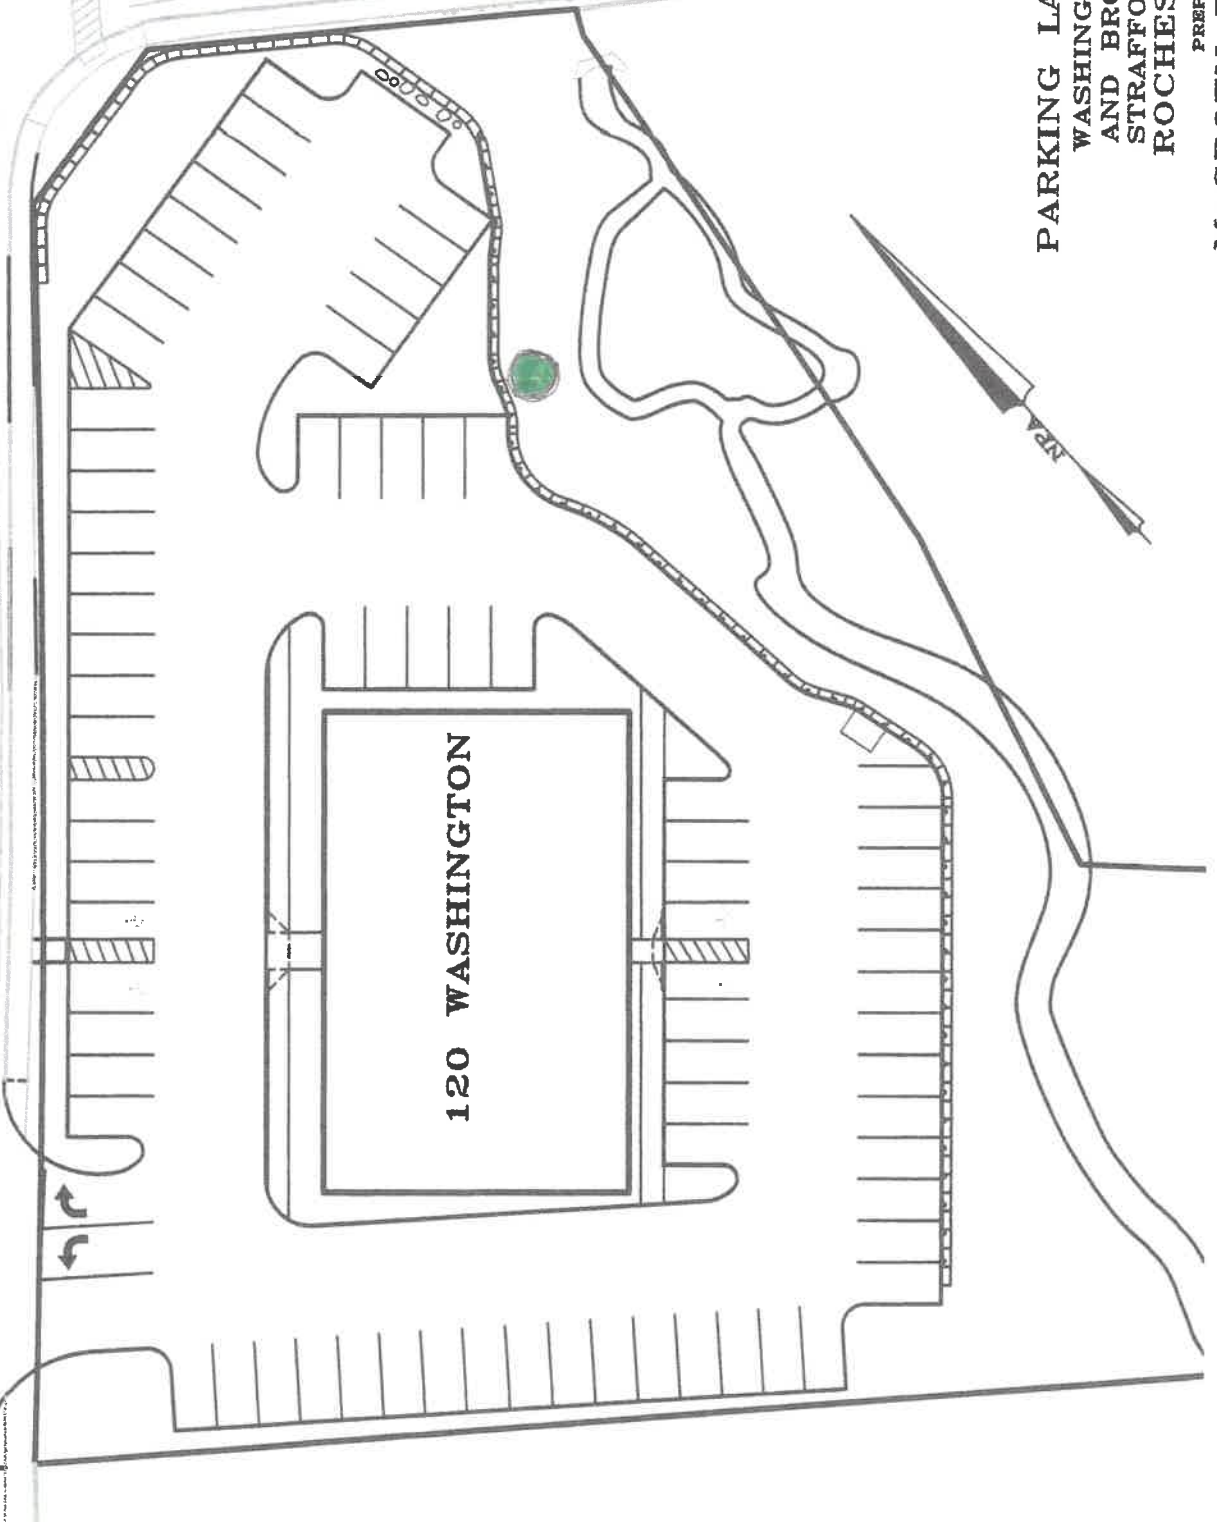 120 WASHINGTON
NPA
PARKING LA
WASHING
AND BRO
STRAFFO
ROCHES
PREP